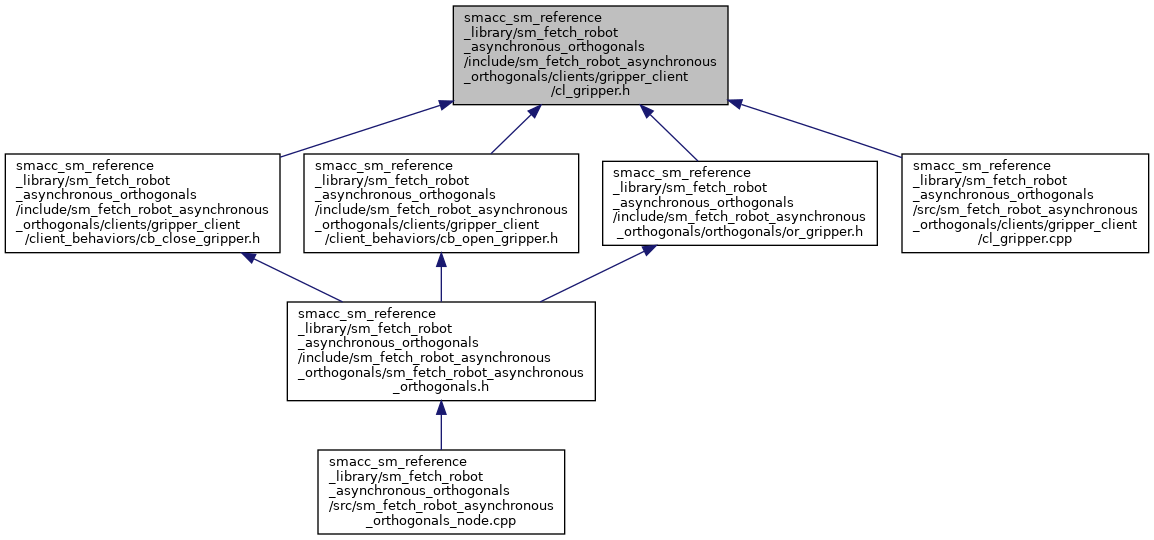 smacc_sm_reference
_library/sm_fetch_robot
_asynchronous_orthogonals
/include/sm_fetch_robot_asynchronous
_orthogonals/clients/gripper_client
/cl_gripper.h
smacc_sm_reference
_library/sm_fetch_robot
_asynchronous_orthogonals
/include/sm_fetch_robot_asynchronous
_orthogonals/clients/gripper_client
/client_behaviors/cb_close_gripper.h
smacc_sm_reference
_library/sm_fetch_robot
_asynchronous_orthogonals
/include/sm_fetch_robot_asynchronous
_orthogonals/clients/gripper_client
/client_behaviors/cb_open_gripper.h
smacc_sm_reference
_library/sm_fetch_robot
_asynchronous_orthogonals
/include/sm_fetch_robot_asynchronous
_orthogonals/orthogonals/or_gripper.h
smacc_sm_reference
_library/sm_fetch_robot
_asynchronous_orthogonals
/src/sm_fetch_robot_asynchronous
_orthogonals/clients/gripper_client
/cl_gripper.cpp
smacc_sm_reference
_library/sm_fetch_robot
_asynchronous_orthogonals
/include/sm_fetch_robot_asynchronous
_orthogonals/sm_fetch_robot_asynchronous
_orthogonals.h
smacc_sm_reference
_library/sm_fetch_robot
_asynchronous_orthogonals
/src/sm_fetch_robot_asynchronous
_orthogonals_node.cpp